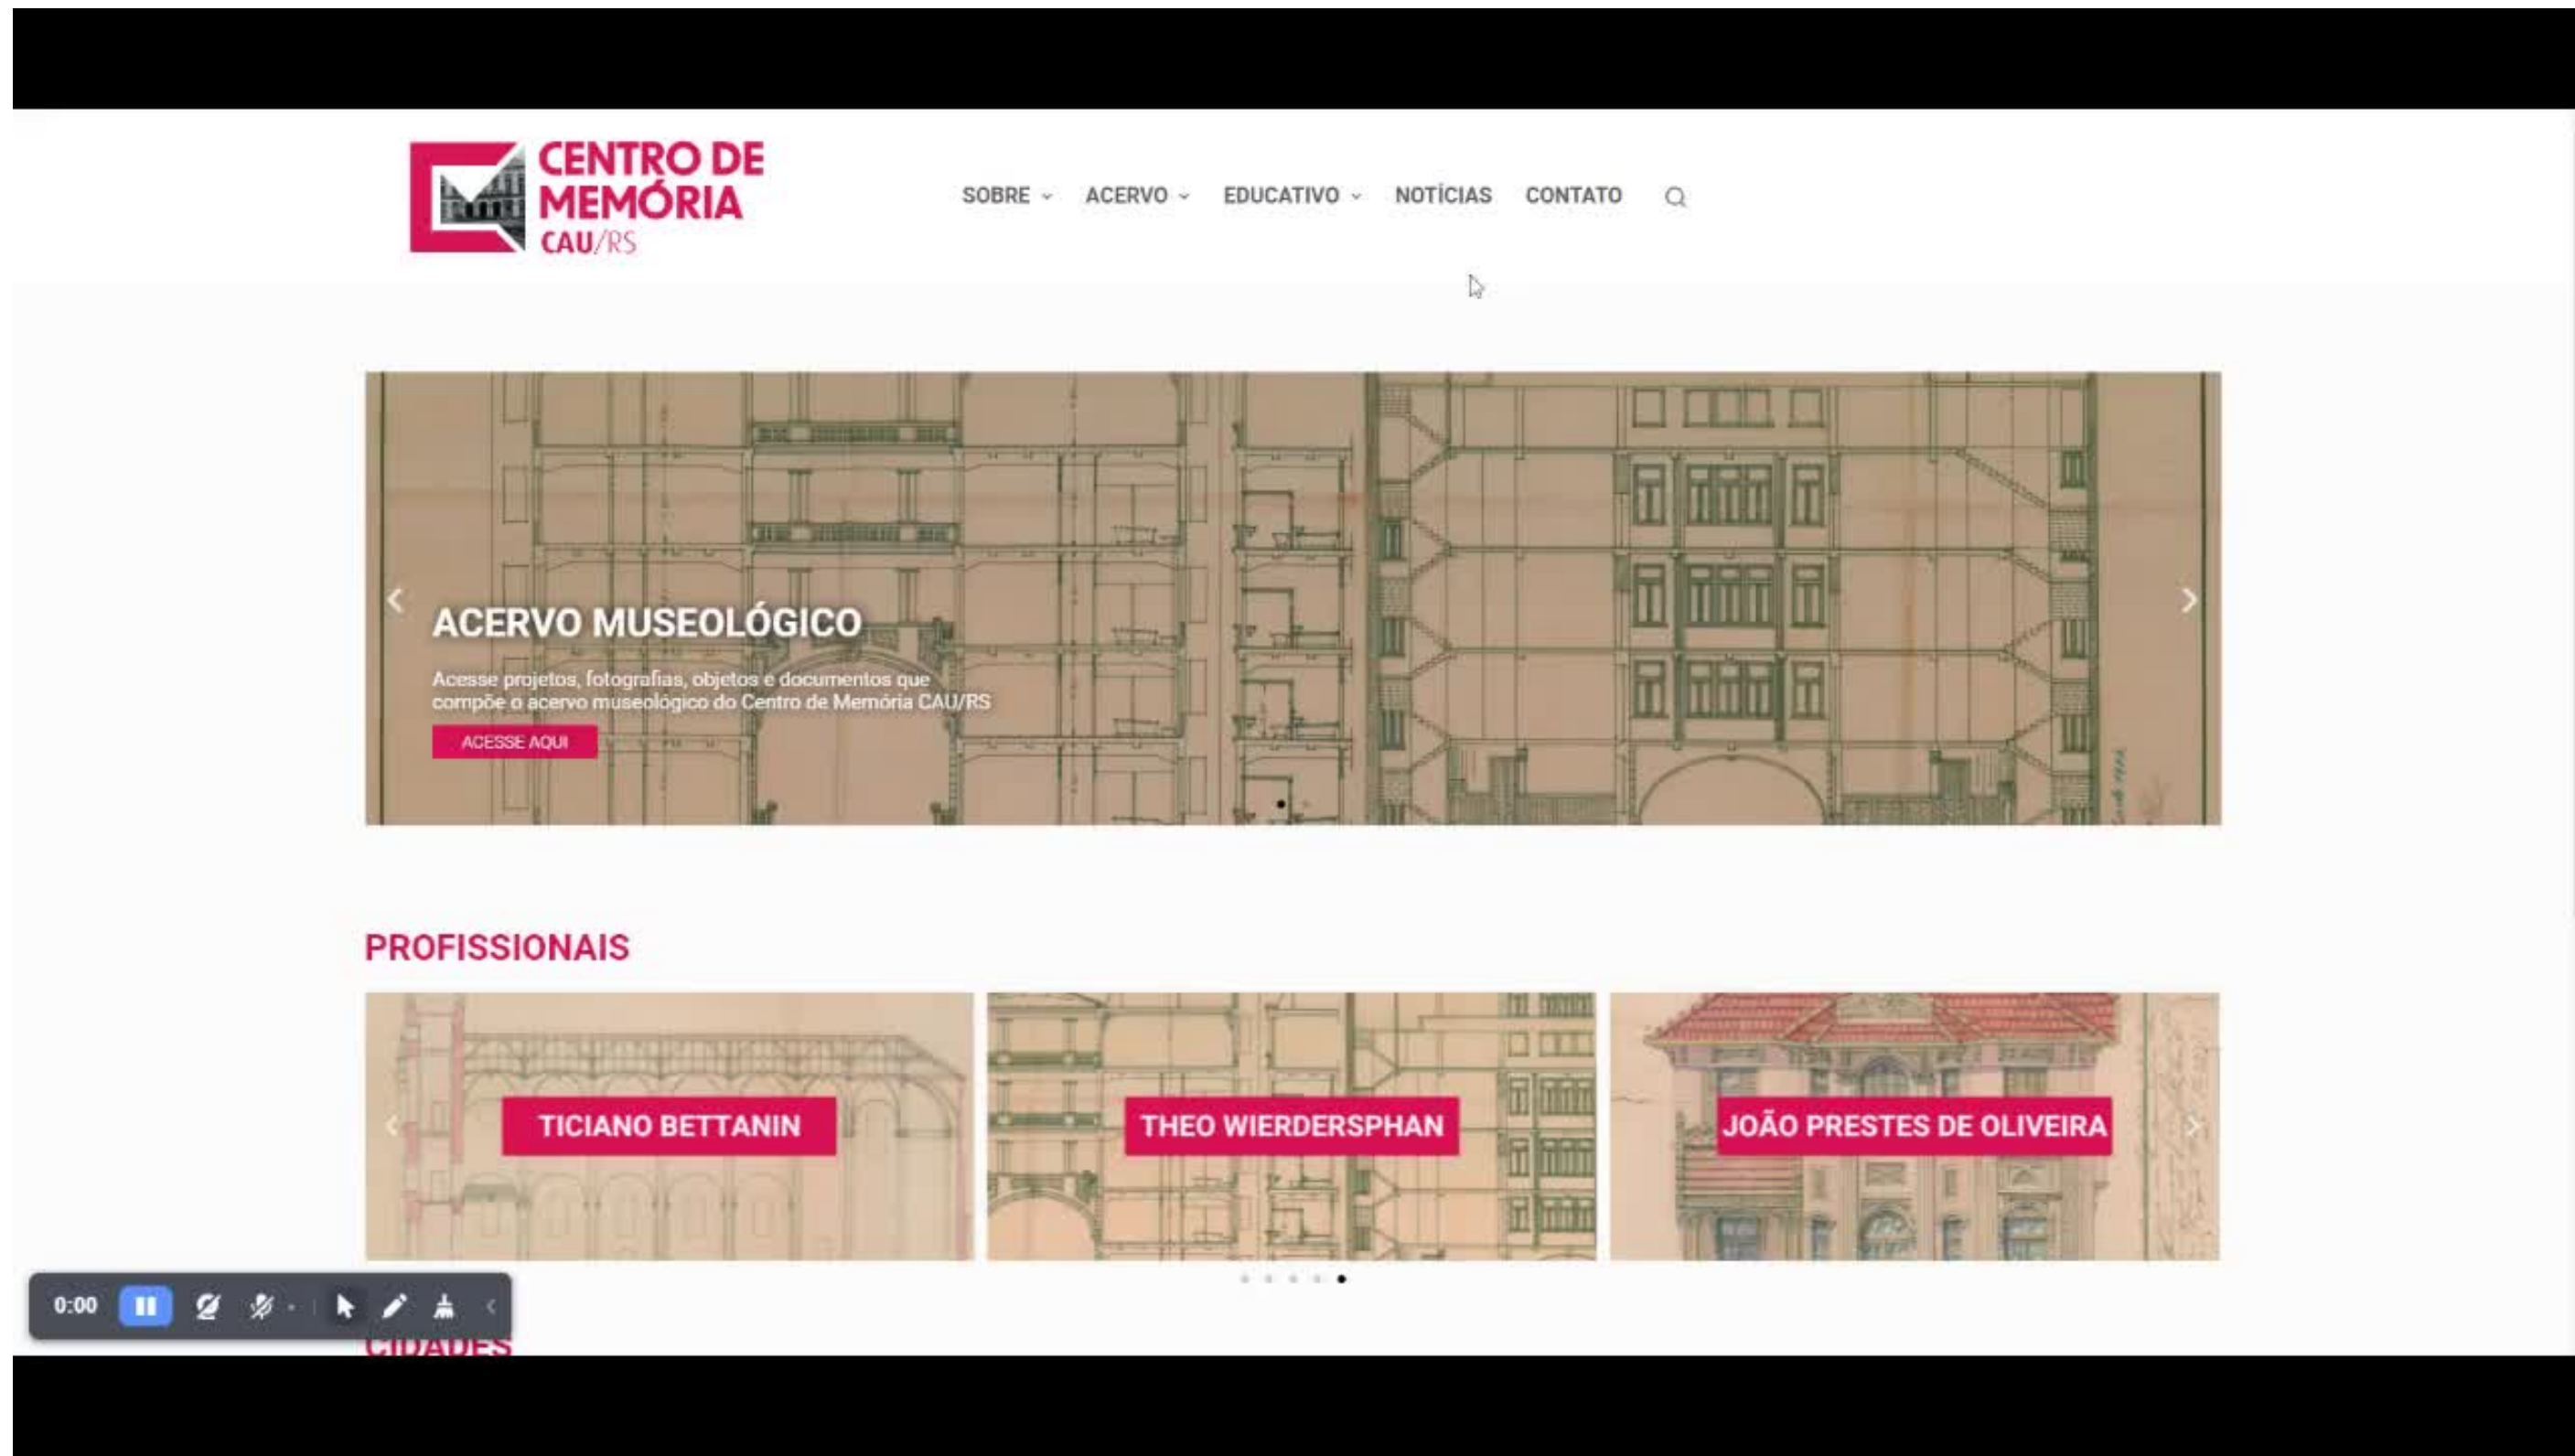 CENTRO DE
MEMÓRIA
CAU/RS
SOBRE
ACERVO
EDUCATIVO
NOTÍCIAS
CONTATO
ACERVO MUSEOLÓGICO
Acesse projetos, fotografias, objetos e documentos que
compõe o acervo museológico do Centro de Memória CAU/RS
ACESSE AQUI
PROFISSIONAIS
TICIANO BETTANIN
THEO WIERDERSPHAN
JOÃO PRESTES DE OLIVEIRA
0:00
CIDADES